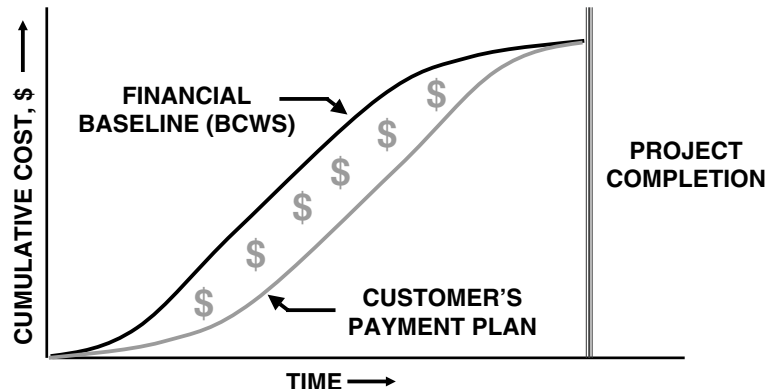 CUMULATIVE COST, $
FINANCIAL
BASELINE (BCWS)
$
$
$
$
$
$
PROJECT
COMPLETION
CUSTOMER'S
PAYMENT PLAN
TIME